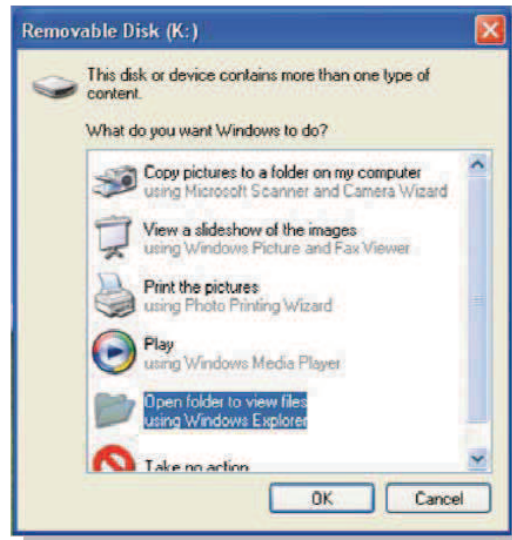 Removable Disk (K:)
This disk or device contains more than one type of
content.
What do you want Windows to do?
Copy pictures to a folder on my computer
using Microsoft Scanner and Camera Wizard
View a slideshow of the images
using Windows Picture and Fax Viewer
Print the pictures
using Photo Printing Wizard
Play
using Windows Media Player
Open folder to view files
using Windows Explorer
Take no action
OK
Cancel